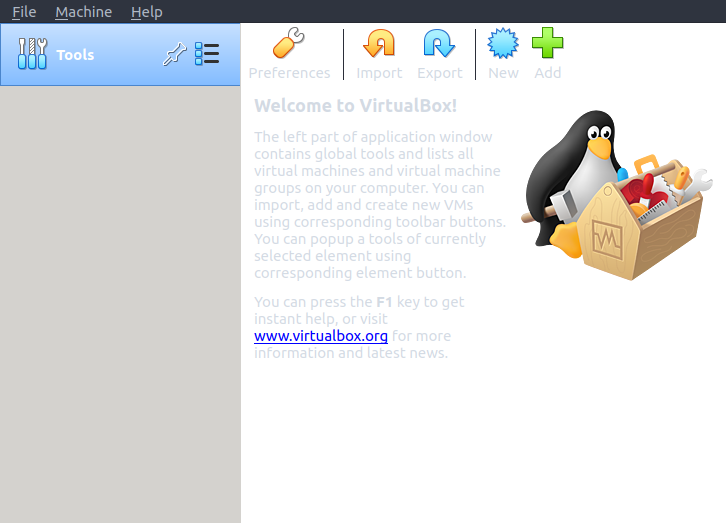 File Machine Help
Tools
Preferences Import Export New Add
Welcome to VirtualBox!
The left part of application window
contains global tools and lists all
virtual machines and virtual machine
groups on your computer. You can
import, add and create new VMs
using corresponding toolbar buttons.
You can popup a tools of currently
selected element using
corresponding element button.
You can press the F1 key to get
instant help, or visit
www.virtualbox.org for more
information and latest news.